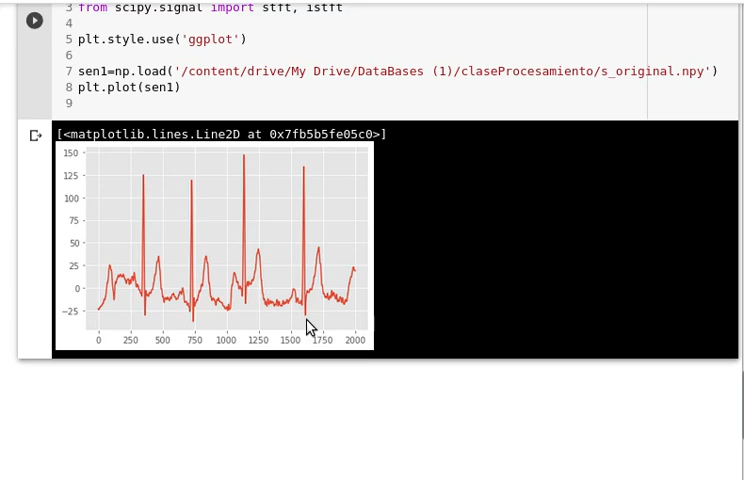 3 from scipy.signal import stft, istft
4
5 plt.style.use('ggplot')
6
7 sen1=np.load('/content/drive/My Drive/DataBases (1)/claseProcesamiento/s_original.npy')
8 plt.plot(sen1)
9
[<matplotlib.lines.Line2D at 0x7fb5b5fe05c0>]
150
125
100
75
50
25
0
−25
0 250 500 750 1000 1250 1500 1750 2000